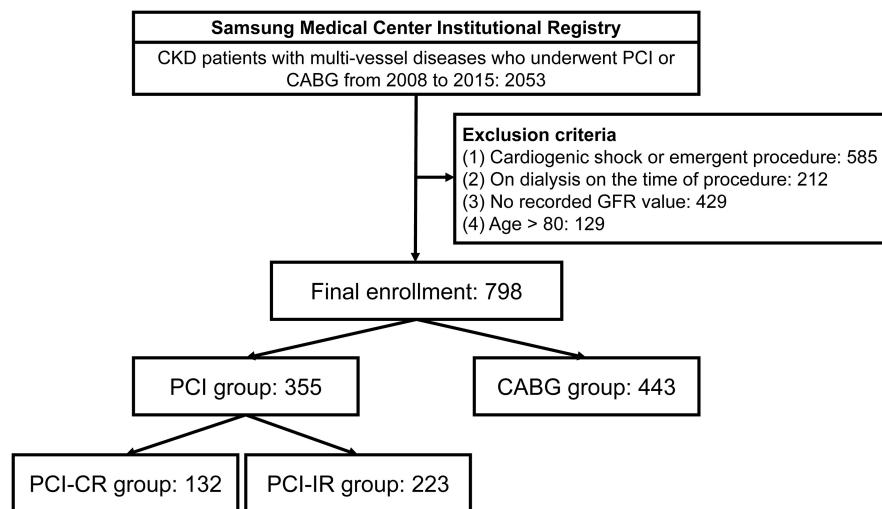 Samsung Medical Center Institutional Registry
CKD patients with multi-vessel diseases who underwent PCI or
CABG from 2008 to 2015: 2053
Exclusion criteria
(1) Cardiogenic shock or emergent procedure: 585
(2) On dialysis on the time of procedure: 212
(3) No recorded GFR value: 429
(4) Age > 80: 129
Final enrollment: 798
PCI group: 355
CABG group: 443
PCI-CR group: 132
PCI-IR group: 223